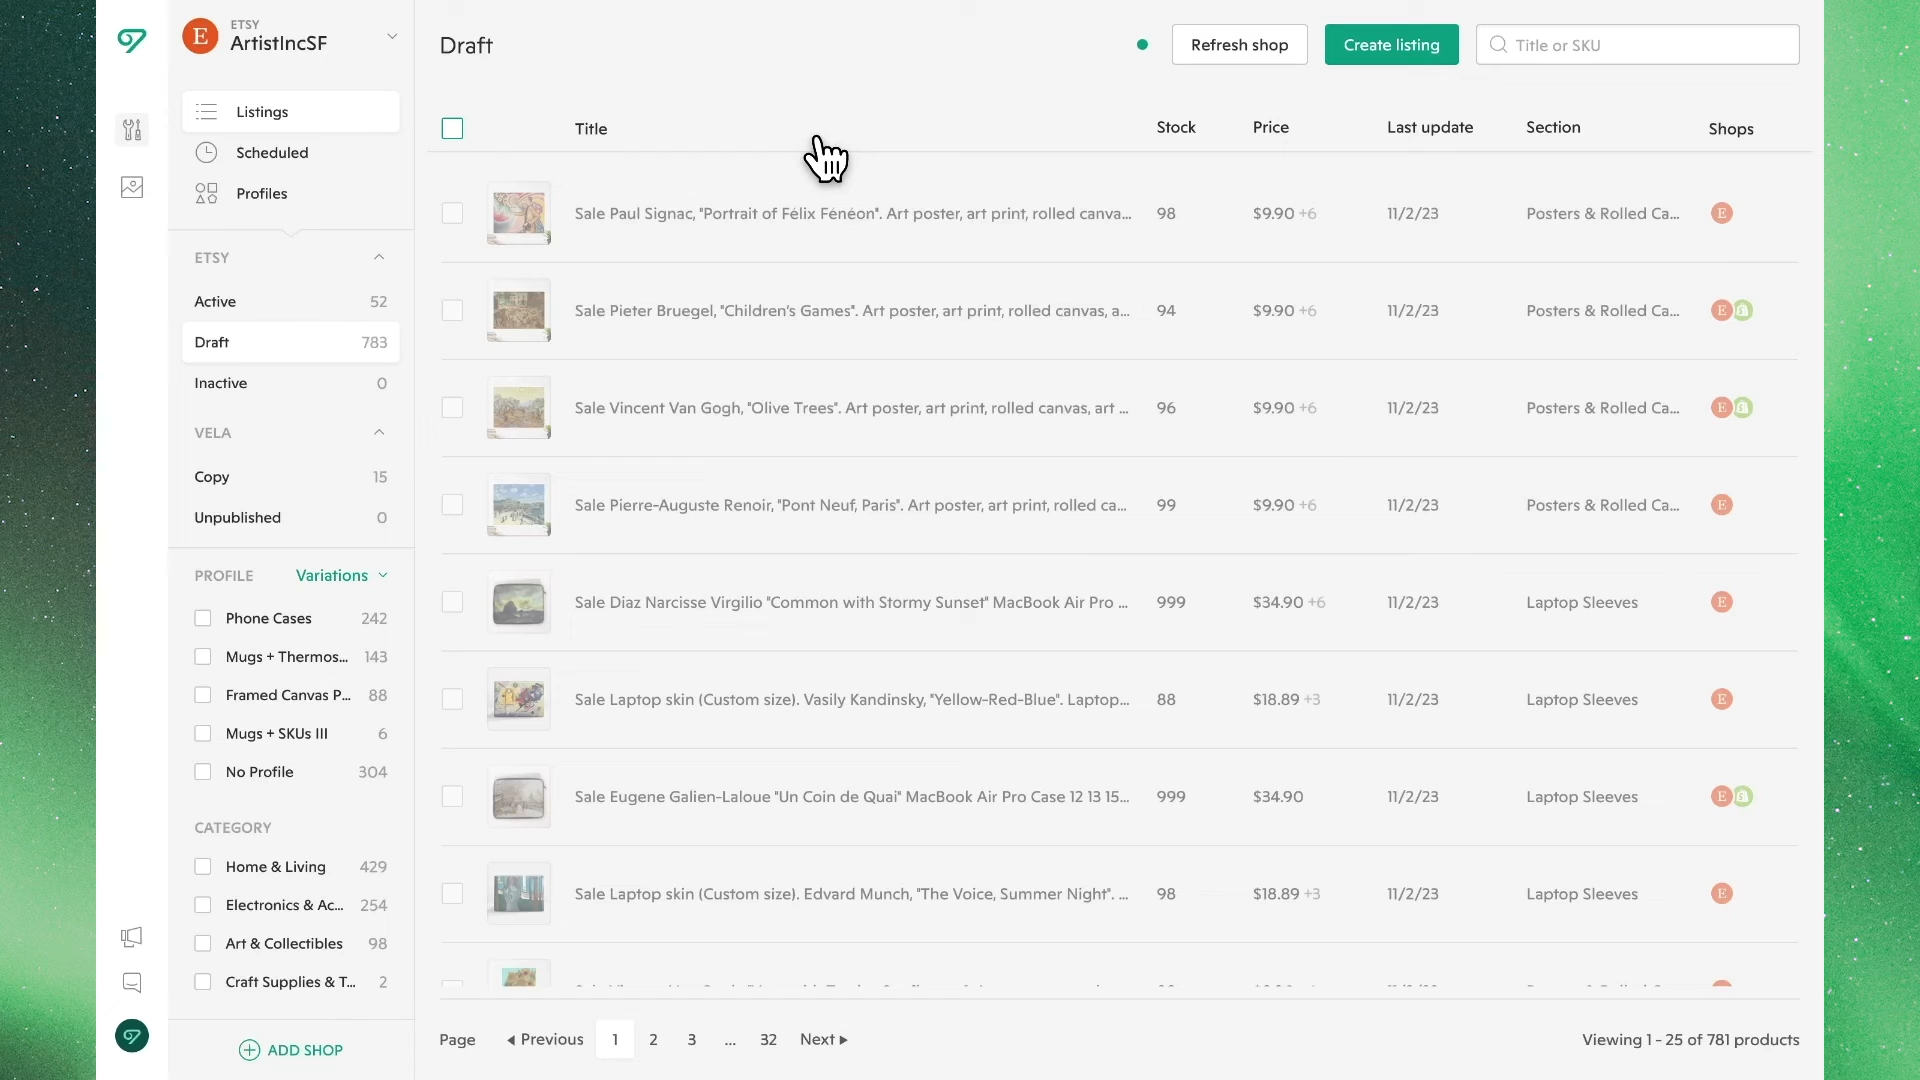 E
ETSY
ArtistIncSF
Listings
Scheduled
Profiles
ETSY
Active 52
Draft 783
Inactive 0
VELA
Copy 15
Unpublished 0
PROFILE Variations
Phone Cases 242
Mugs + Thermos... 143
Framed Canvas P... 88
Mugs + SKUs III 6
No Profile 304
CATEGORY
Home & Living 429
Electronics & Ac... 254
Art & Collectibles 98
Craft Supplies & T... 2
ADD SHOP
Draft Refresh shop Create listing Title or SKU
Title Stock Price Last update Section Shops
Sale Paul Signac, "Portrait of Félix Fénéon". Art poster, art print, rolled canva... 98 $9.90 +6 11/2/23 Posters & Rolled Ca... E
Sale Pieter Bruegel, "Children's Games". Art poster, art print, rolled canvas, a... 94 $9.90 +6 11/2/23 Posters & Rolled Ca... E
Sale Vincent Van Gogh, "Olive Trees". Art poster, art print, rolled canvas, art ... 96 $9.90 +6 11/2/23 Posters & Rolled Ca... E
Sale Pierre-Auguste Renoir, "Pont Neuf, Paris". Art poster, art print, rolled ca... 99 $9.90 +6 11/2/23 Posters & Rolled Ca... E
Sale Diaz Narcisse Virgilio "Common with Stormy Sunset" MacBook Air Pro ... 999 $34.90 +6 11/2/23 Laptop Sleeves E
Sale Laptop skin (Custom size). Vasily Kandinsky, "Yellow-Red-Blue". Laptop... 88 $18.89 +3 11/2/23 Laptop Sleeves E
Sale Eugene Galien-Laloue "Un Coin de Quai" MacBook Air Pro Case 12 13 15... 999 $34.90 11/2/23 Laptop Sleeves E
Sale Laptop skin (Custom size). Edvard Munch, "The Voice, Summer Night". ... 98 $18.89 +3 11/2/23 Laptop Sleeves E
Page Previous 1 2 3 ... 32 Next Viewing 1 - 25 of 781 products